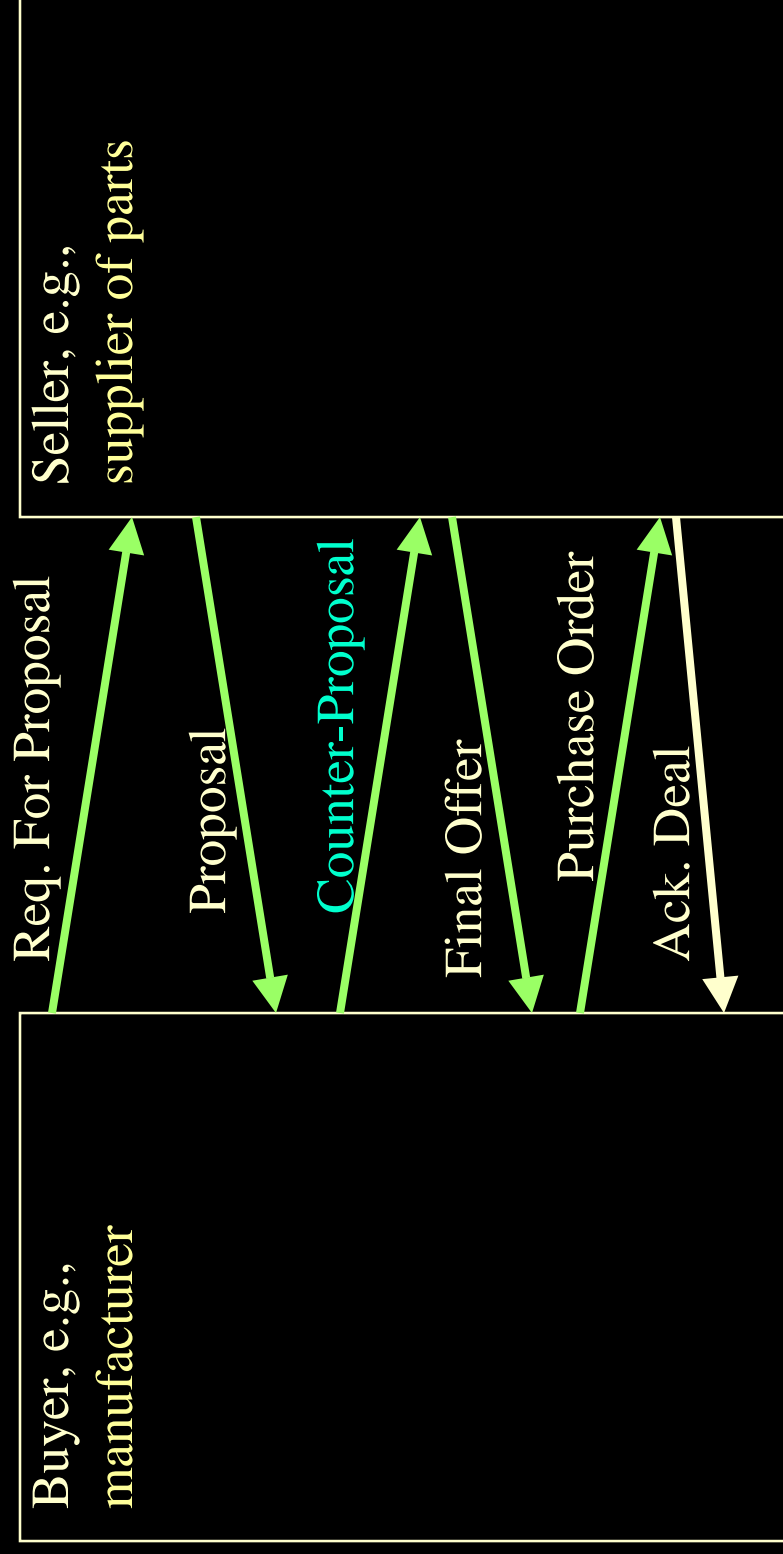 Buyer, e.g.,
manufacturer
Req. For Proposal
Proposal
Counter-Proposal
Final Offer
Purchase Order
Ack. Deal
Seller, e.g.,
supplier of parts